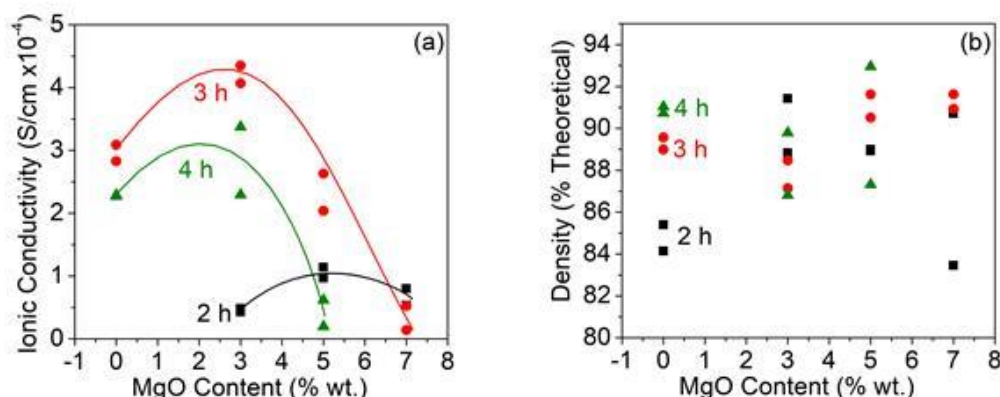 (a)
Ionic Conductivity (S/cm x10⁻⁴)
5
4
3
2
1
0
3 h
4 h
2 h
-1 0 1 2 3 4 5 6 7 8
MgO Content (% wt.)
(b)
Density (% Theoretical)
94
92
90
88
86
84
82
80
4 h
3 h
2 h
-1 0 1 2 3 4 5 6 7 8
MgO Content (% wt.)